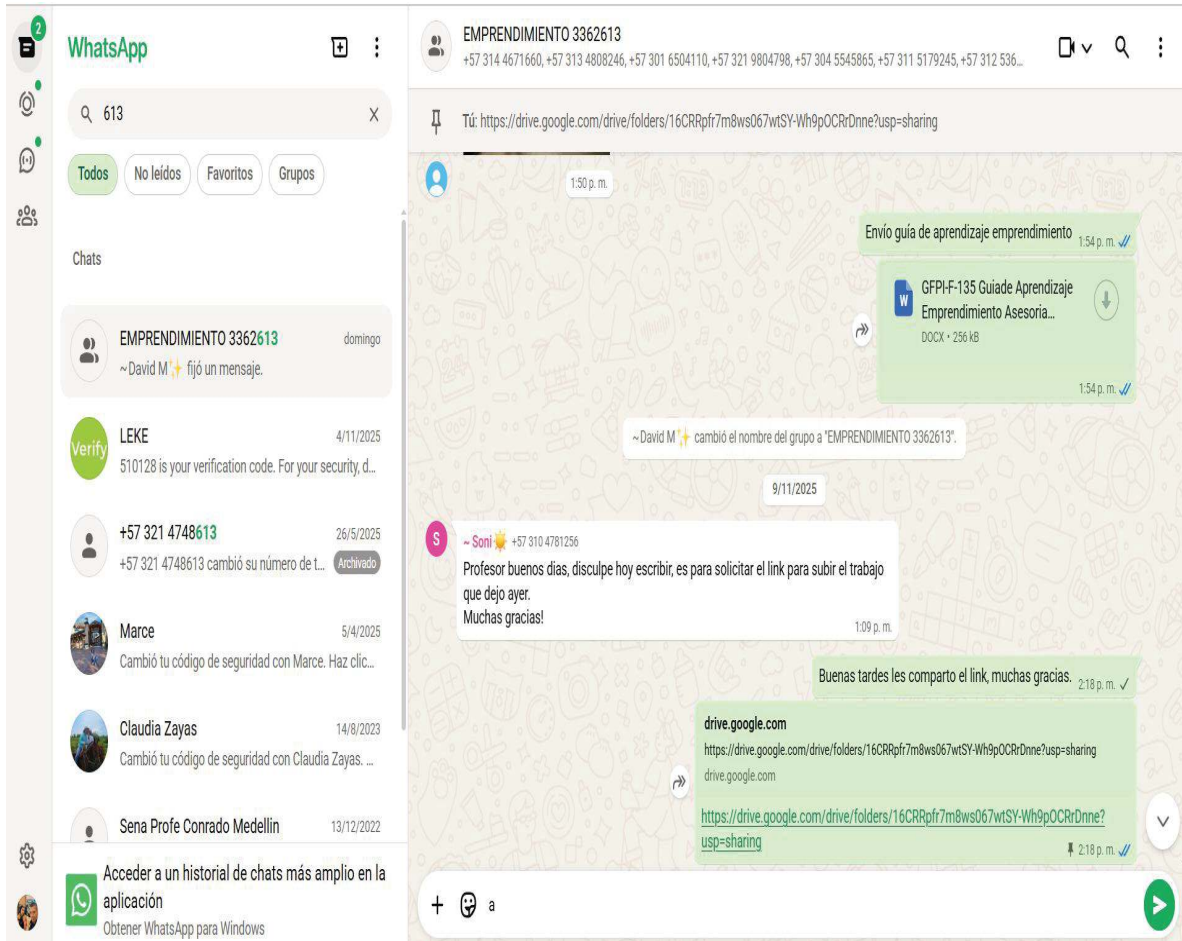 2
WhatsApp
613
Todos
No leídos
Favoritos
Grupos
Chats
EMPRENDIMIENTO 3362613
domingo
~David M✨ fijó un mensaje.
Verify
LEKE
4/11/2025
510128 is your verification code. For your security, d...
+57 321 4748613
26/5/2025
+57 321 4748613 cambió su número de t...
Archivado
Marce
5/4/2025
Cambió tu código de seguridad con Marce. Haz clic...
Claudia Zayas
14/8/2023
Cambió tu código de seguridad con Claudia Zayas. ...
Sena Profe Conrado Medellin
13/12/2022
Acceder a un historial de chats más amplio en la
aplicación
Obtener WhatsApp para Windows
EMPRENDIMIENTO 3362613
+57 314 4671660, +57 313 4808246, +57 301 6504110, +57 321 9804798, +57 304 5545865, +57 311 5179245, +57 312 536...
Tú: https://drive.google.com/drive/folders/16CRRpfr7m8ws067wtSY-Wh9pOCRrDnne?usp=sharing
1:50 p. m.
Envío guía de aprendizaje emprendimiento
1:54 p. m.
W
GFPI-F-135 Guiade Aprendizaje
Emprendimiento Asesoria...
DOCX • 256 kB
1:54 p. m.
~David M✨ cambió el nombre del grupo a "EMPRENDIMIENTO 3362613".
9/11/2025
S
~ Soni☀️ +57 310 4781256
Profesor buenos dias, disculpe hoy escribir, es para solicitar el link para subir el trabajo
que dejo ayer.
Muchas gracias!
1:09 p. m.
Buenas tardes les comparto el link, muchas gracias.
2:18 p. m.
drive.google.com
https://drive.google.com/drive/folders/16CRRpfr7m8ws067wtSY-Wh9pOCRrDnne?usp=sharing
drive.google.com
https://drive.google.com/drive/folders/16CRRpfr7m8ws067wtSY-Wh9pOCRrDnne?
usp=sharing
2:18 p. m.
a